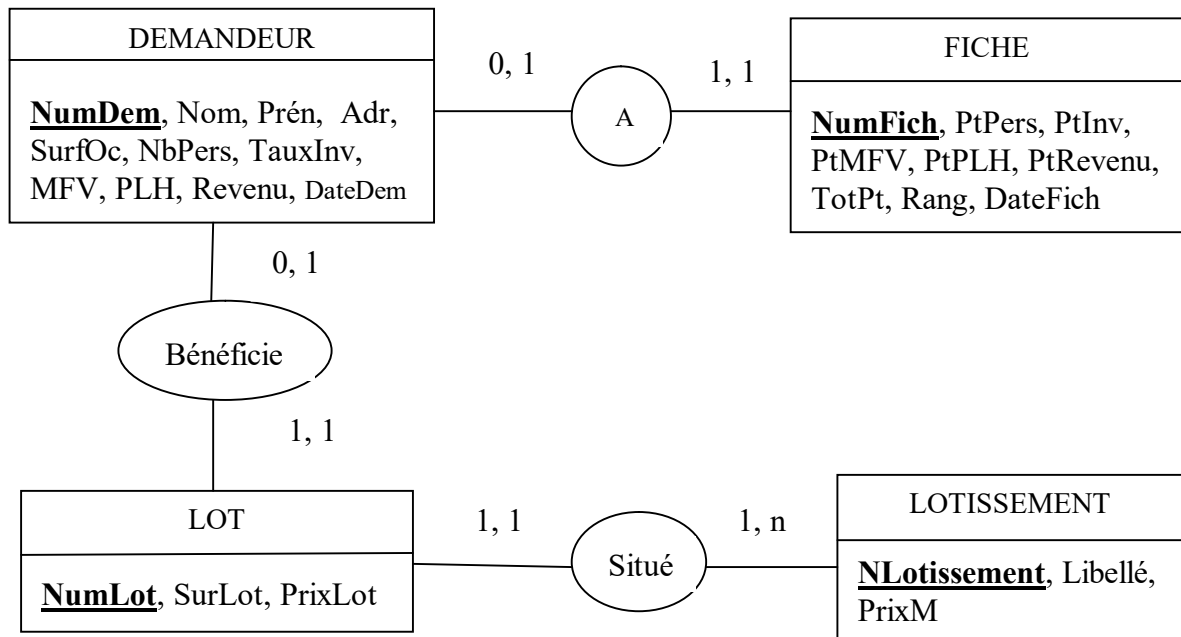 DEMANDEUR
NumDem, Nom, Prén, Adr,
SurfOc, NbPers, TauxInv,
MFV, PLH, Revenu, DateDem
0, 1
A
1, 1
FICHE
NumFich, PtPers, PtInv,
PtMFV, PtPLH, PtRevenu,
TotPt, Rang, DateFich
0, 1
Bénéficie
1, 1
LOT
NumLot, SurLot, PrixLot
1, 1
Situé
1, n
LOTISSEMENT
NLotissement, Libellé,
PrixM